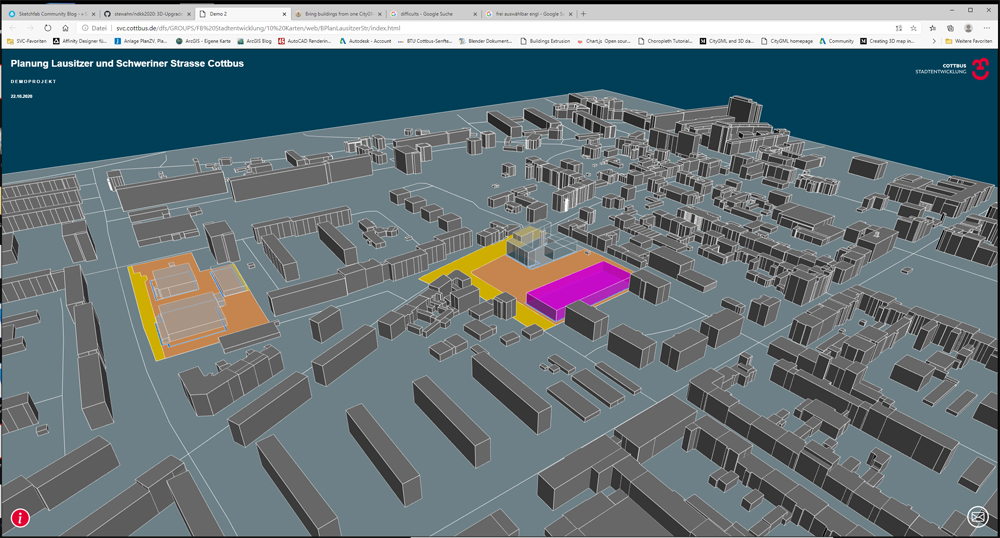 Sketchfab Community Blog - » S
stewahn/ndkk2020: 3D-Upgrade
Demo 2
Bring buildings from one CityG
difficults - Google Suche
frei auswählbar engl - Google S
Datei
svc.cottbus.de/dfs/GROUPS/FB%20Stadtentwicklung/10%20Karten/web/BPlanLausitzerStr/index.html
SVC-Favoriten
Affinity Designer für...
Anlage PlanZV, Pla...
ArcGIS - Eigene Karte
ArcGIS Blog
AutoCAD Renderin...
Autodesk - Account
BTU Cottbus-Senfte...
Blender Dokument...
Buildings Extrusion
Chart.js Open sour...
Choropleth Tutorial...
CityGML and 3D da...
CityGML homepage
Community
Creating 3D map in...
Weitere Favoriten
Planung Lausitzer und Schweriner Strasse Cottbus
DEMOPROJEKT
22.10.2020
COTTBUS
STADTENTWICKLUNG
i